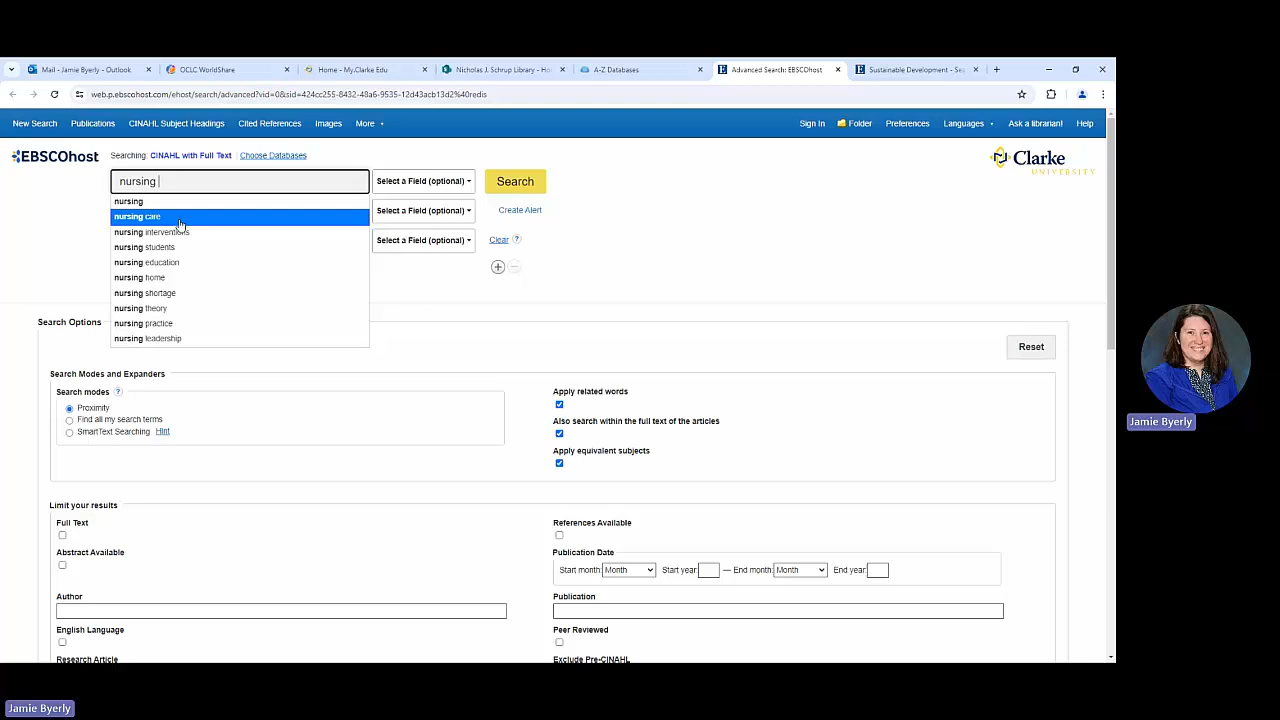 Mail - Jamie Byerly - Outlook
OCLC WorldShare
Home - My.Clarke Edu
Nicholas J. Schrup Library - Ho
A-Z Databases
Advanced Search: EBSCOhost
Sustainable Development - Se
web.p.ebscohost.com/ehost/search/advanced?vid=0&sid=424cc255-8432-48a6-9535-12d43acb13d2%40redis
New Search Publications CINAHL Subject Headings Cited References Images More Sign In Folder Preferences Languages Ask a librarian! Help
EBSCOhost
Searching: CINAHL with Full Text Choose Databases
Clarke
UNIVERSITY
nursing Select a Field (optional) Search
nursing
nursing care Select a Field (optional) Create Alert
nursing interventions Select a Field (optional) Clear ?
nursing students
nursing education
nursing home
nursing shortage
nursing theory
nursing practice
nursing leadership
Search Options
Reset
Search Modes and Expanders
Search modes ?
Proximity
Find all my search terms
SmartText Searching Hint
Apply related words
Also search within the full text of the articles
Apply equivalent subjects
Limit your results
Full Text
References Available
Abstract Available
Publication Date
Start month: Month Start year: — End month: Month End year:
Author
Publication
English Language
Peer Reviewed
Research Article
Exclude Pre-CINAHL
Jamie Byerly
Jamie Byerly